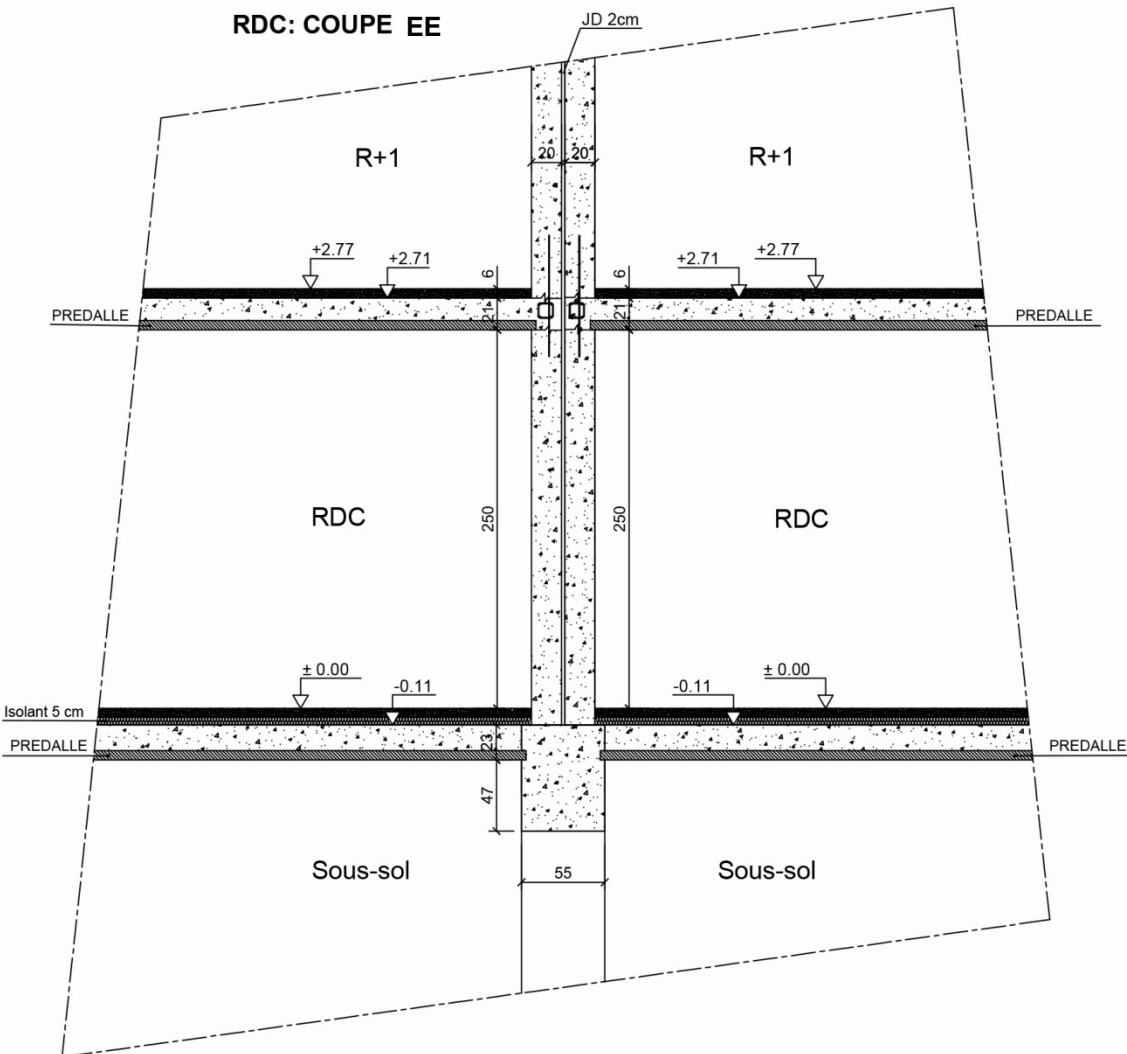 RDC: COUPE EE
JD 2cm
R+1
20
20
R+1
+2.77
+2.71
6
6
+2.71
+2.77
PREDALLE
21
21
PREDALLE
RDC
250
250
RDC
± 0.00
-0.11
-0.11
± 0.00
Isolant 5 cm
PREDALLE
23
PREDALLE
47
Sous-sol
55
Sous-sol